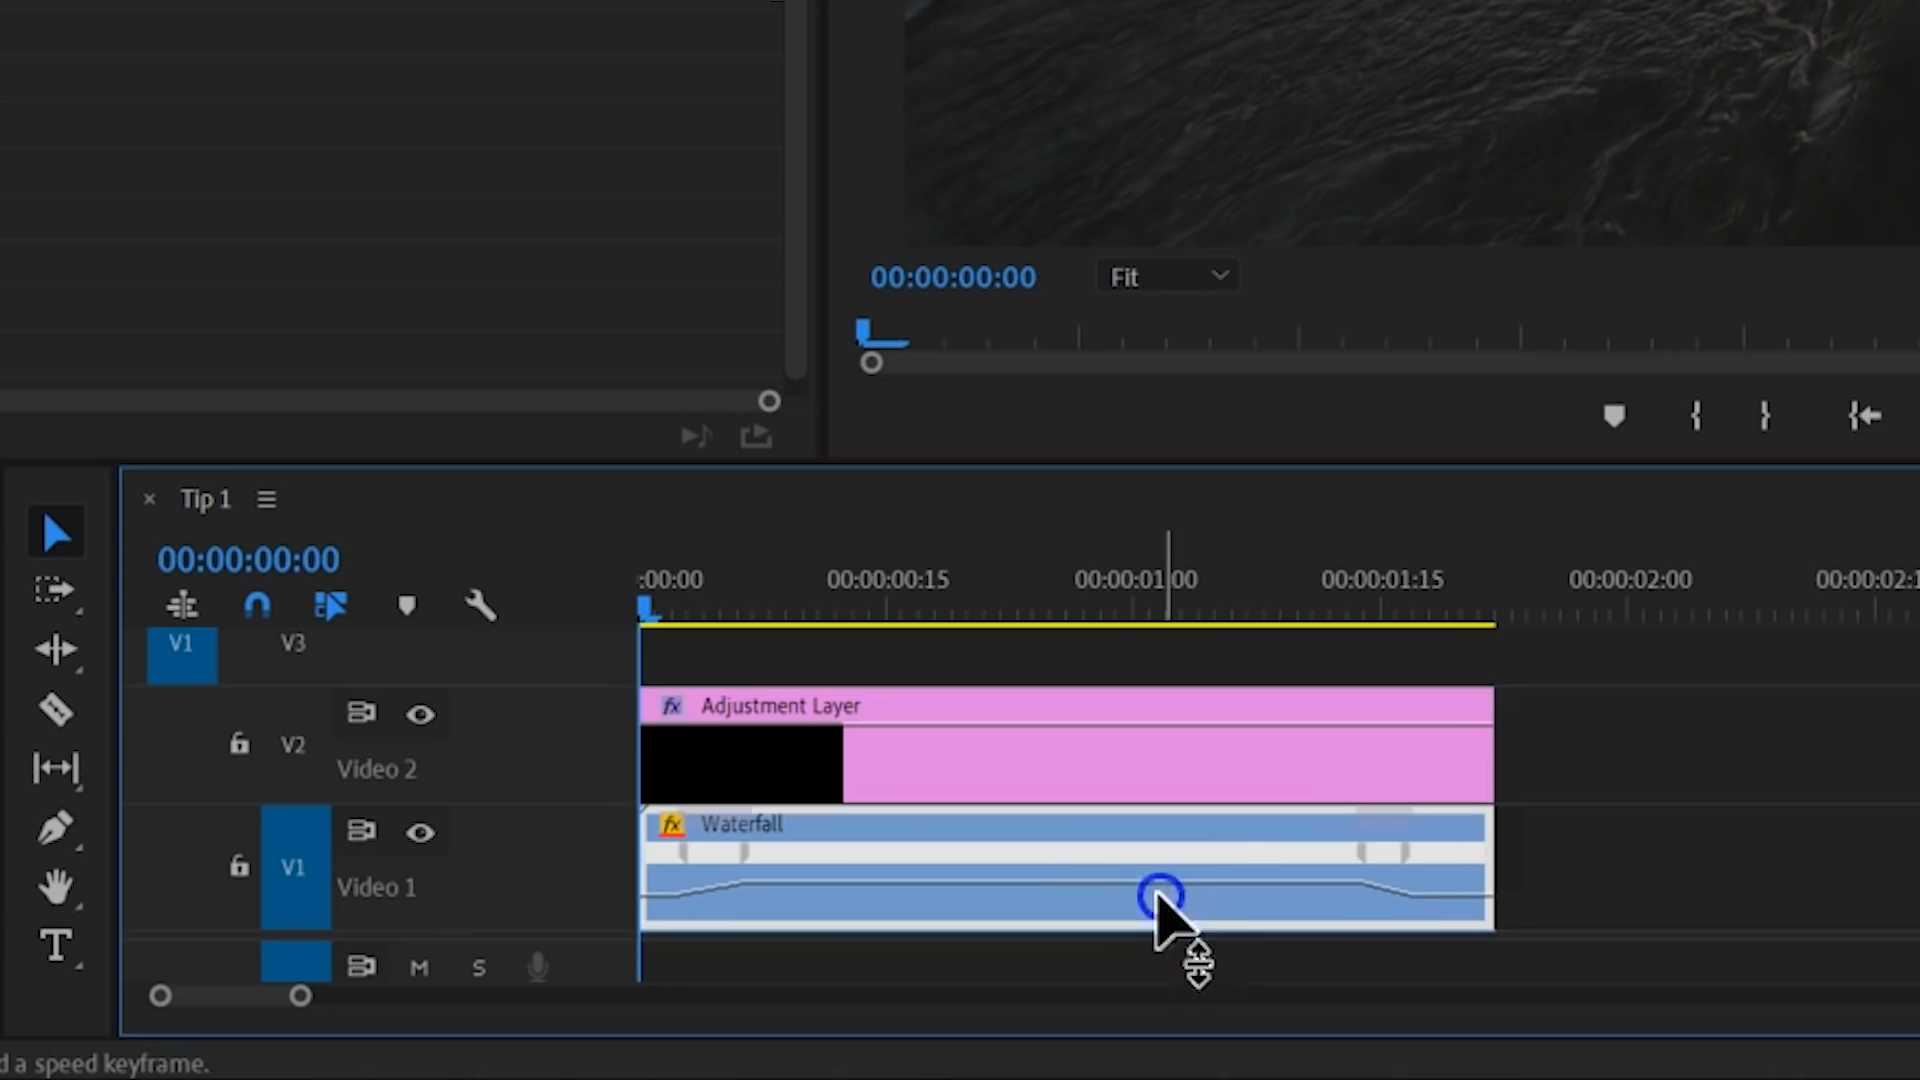 00:00:00:00
Fit
Tip 1
00:00:00:00
:00:00
00:00:00:15
00:00:01:00
00:00:01:15
00:00:02:00
00:00:02:1
V1
V3
fx Adjustment Layer
V2
Video 2
fx Waterfall
V1
Video 1
M
S
T
d a speed keyframe.